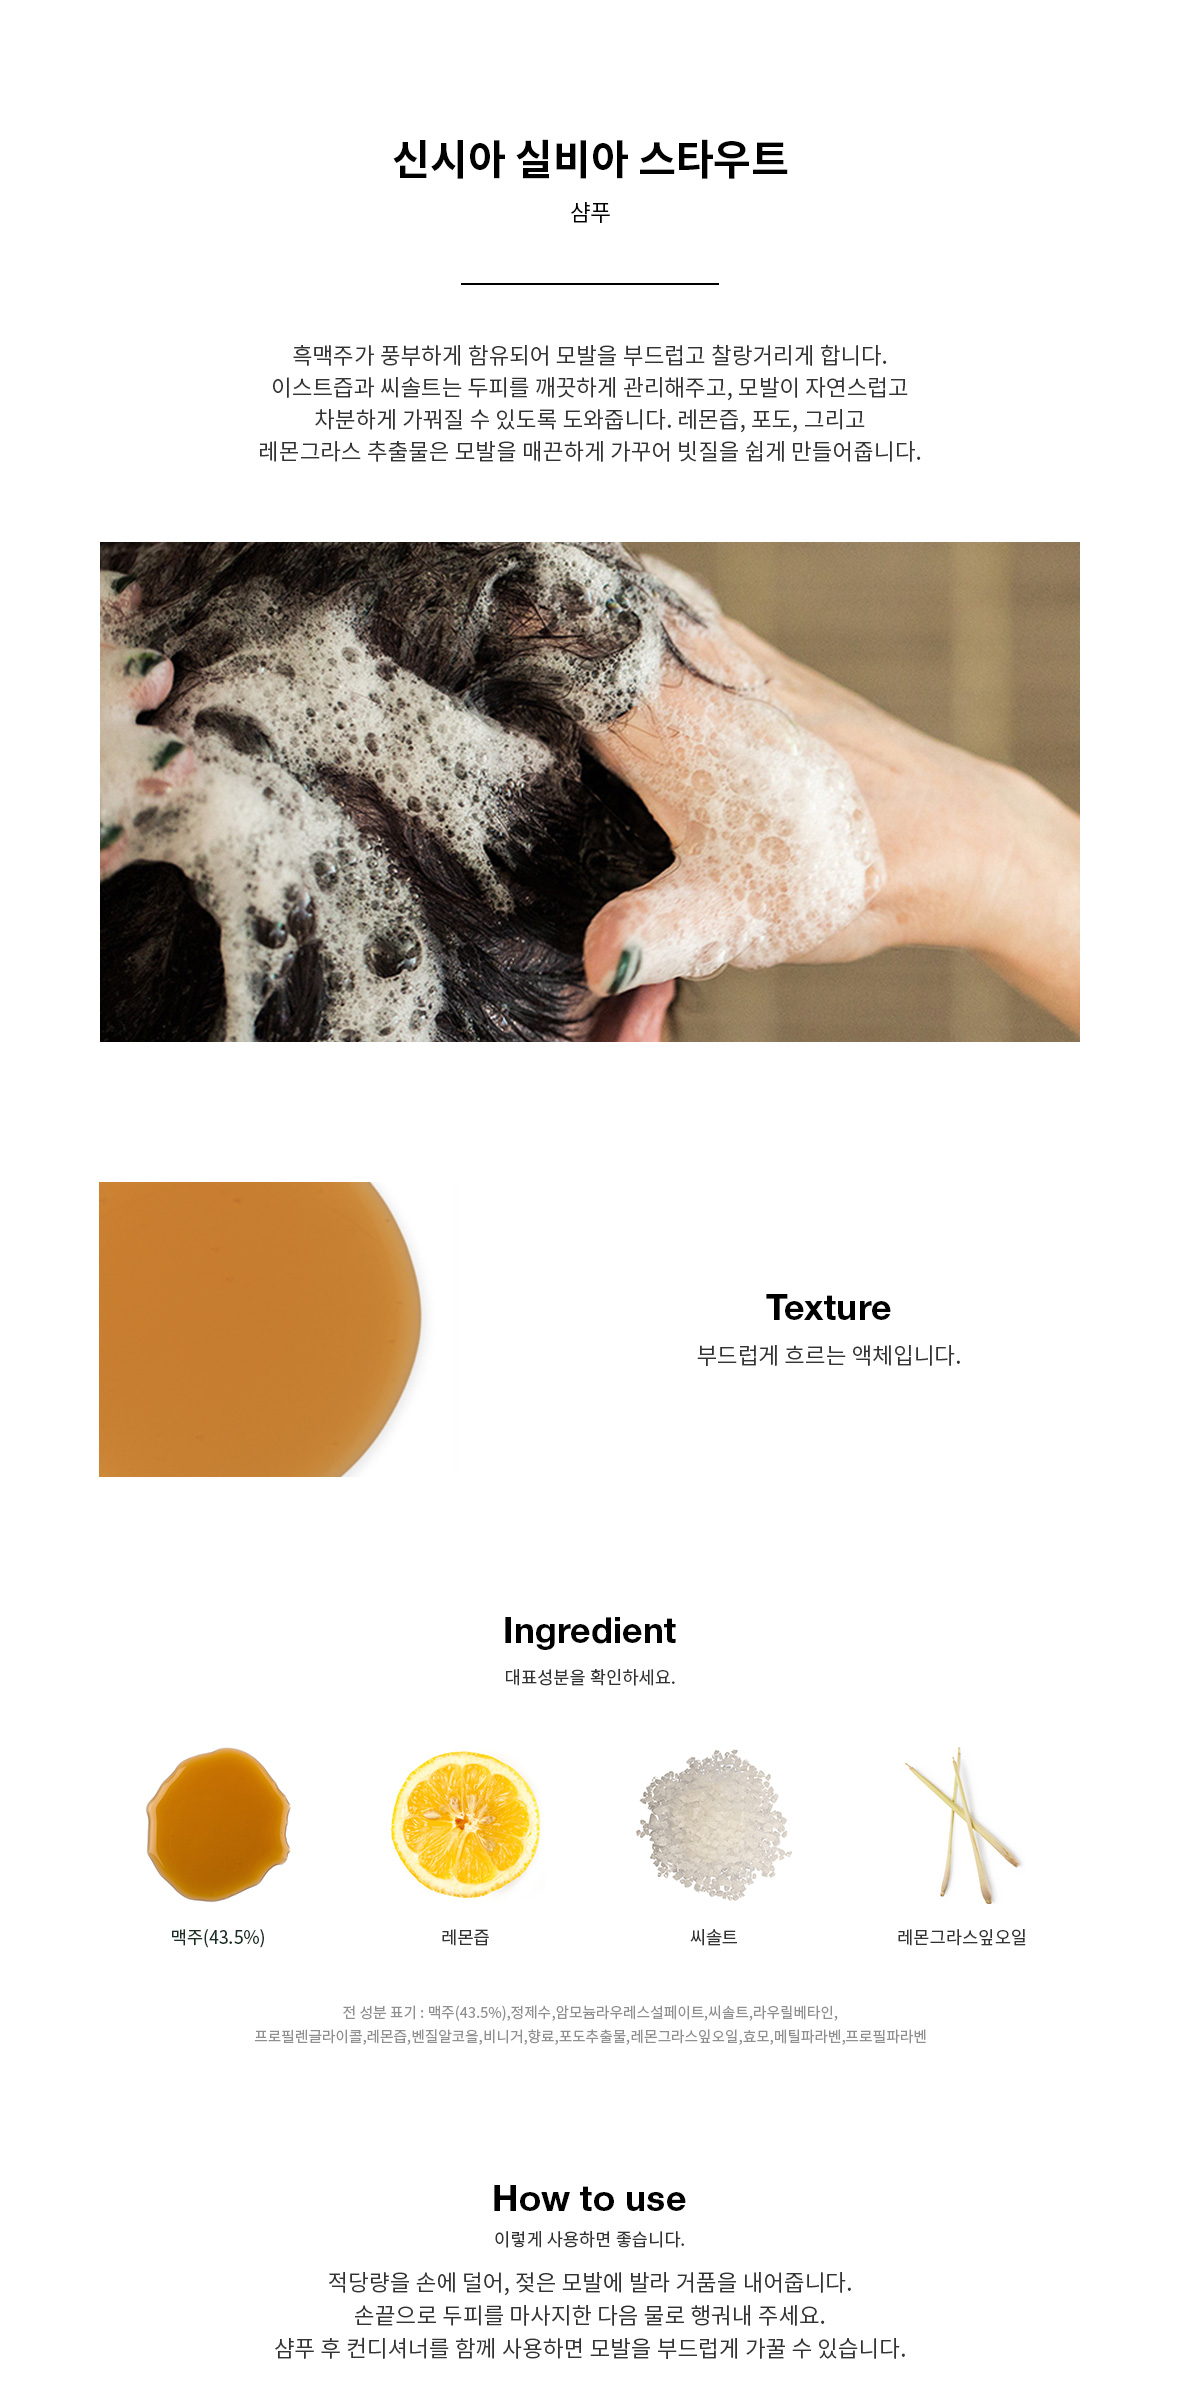 신시아 실비아 스타우트
샴푸
흑맥주가 풍부하게 함유되어 모발을 부드럽고 찰랑거리게 합니다.
이스트즙과 씨솔트는 두피를 깨끗하게 관리해주고, 모발이 자연스럽고
차분하게 가꿔질 수 있도록 도와줍니다. 레몬즙, 포도, 그리고
레몬그라스 추출물은 모발을 매끈하게 가꾸어 빗질을 쉽게 만들어줍니다.
Texture
부드럽게 흐르는 액체입니다.
Ingredient
대표성분을 확인하세요.
맥주(43.5%)
레몬즙
씨솔트
레몬그라스잎오일
전 성분 표기 : 맥주(43.5%),정제수,암모늄라우레스설페이트,씨솔트,라우릴베타인,
프로필렌글라이콜,레몬즙,벤질알코올,비니거,향료,포도추출물,레몬그라스잎오일,효모,메틸파라벤,프로필파라벤
How to use
이렇게 사용하면 좋습니다.
적당량을 손에 덜어, 젖은 모발에 발라 거품을 내어줍니다.
손끝으로 두피를 마사지한 다음 물로 헹궈내 주세요.
샴푸 후 컨디셔너를 함께 사용하면 모발을 부드럽게 가꿀 수 있습니다.